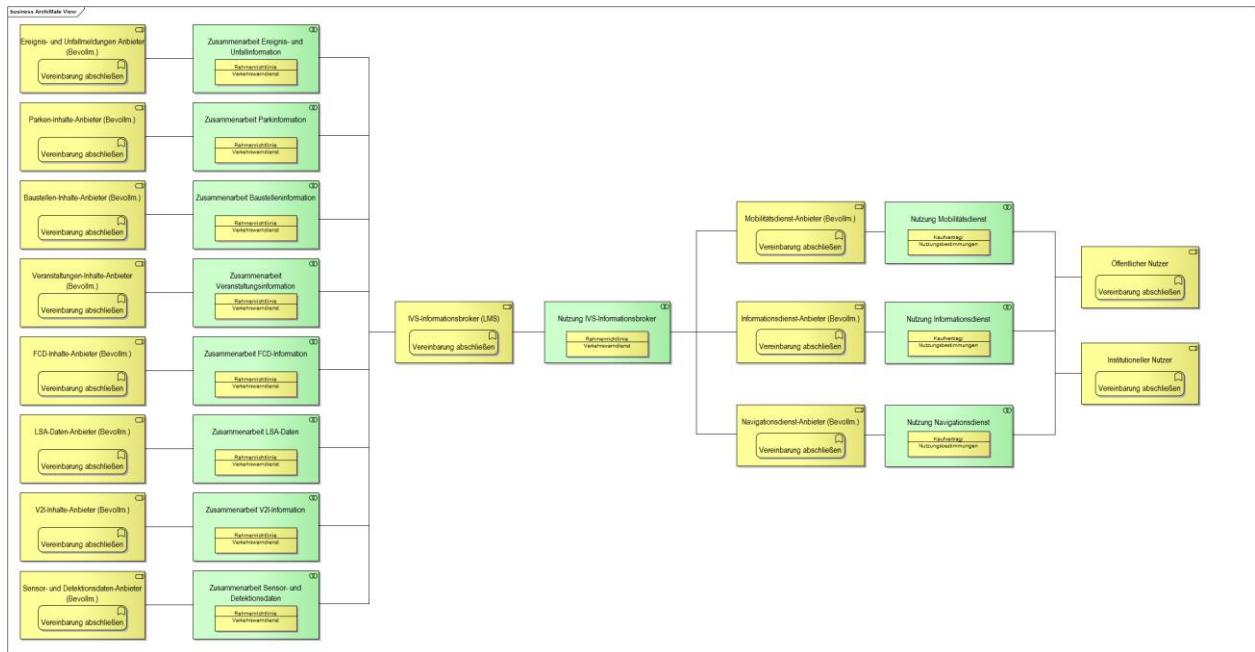 business ArchiMate View
Ereignis- und Unfallmeldungen Anbieter
(Bevollm.)
Vereinbarung abschließen
Zusammenarbeit Ereignis- und
Unfallinformation
Rahmenrichtlinie
Verkehrswarndienst
Parken-Inhalte-Anbieter (Bevollm.)
Vereinbarung abschließen
Zusammenarbeit Parkinformation
Rahmenrichtlinie
Verkehrswarndienst
Baustellen-Inhalte-Anbieter (Bevollm.)
Vereinbarung abschließen
Zusammenarbeit Baustelleninformation
Rahmenrichtlinie
Verkehrswarndienst
Veranstaltungen-Inhalte-Anbieter
(Bevollm.)
Vereinbarung abschließen
Zusammenarbeit
Veranstaltungsinformation
Rahmenrichtlinie
Verkehrswarndienst
FCD-Inhalte-Anbieter (Bevollm.)
Vereinbarung abschließen
Zusammenarbeit FCD-Information
Rahmenrichtlinie
Verkehrswarndienst
LSA-Daten-Anbieter (Bevollm.)
Vereinbarung abschließen
Zusammenarbeit LSA-Daten
Rahmenrichtlinie
Verkehrswarndienst
V2I-Inhalte-Anbieter (Bevollm.)
Vereinbarung abschließen
Zusammenarbeit V2I-Information
Rahmenrichtlinie
Verkehrswarndienst
Sensor- und Detektionsdaten-Anbieter
(Bevollm.)
Vereinbarung abschließen
Zusammenarbeit Sensor- und
Detektionsdaten
Rahmenrichtlinie
Verkehrswarndienst
IVS-Informationsbroker (LMS)
Vereinbarung abschließen
Nutzung IVS-Informationsbroker
Rahmenrichtlinie
Verkehrswarndienst
Mobilitätsdienst-Anbieter (Bevollm.)
Vereinbarung abschließen
Nutzung Mobilitätsdienst
Kaufvertrag/
Nutzungsbestimmungen
Informationsdienst-Anbieter (Bevollm.)
Vereinbarung abschließen
Nutzung Informationsdienst
Kaufvertrag/
Nutzungsbestimmungen
Navigationsdienst-Anbieter (Bevollm.)
Vereinbarung abschließen
Nutzung Navigationsdienst
Kaufvertrag/
Nutzungsbestimmungen
Öffentlicher Nutzer
Vereinbarung abschließen
Institutioneller Nutzer
Vereinbarung abschließen